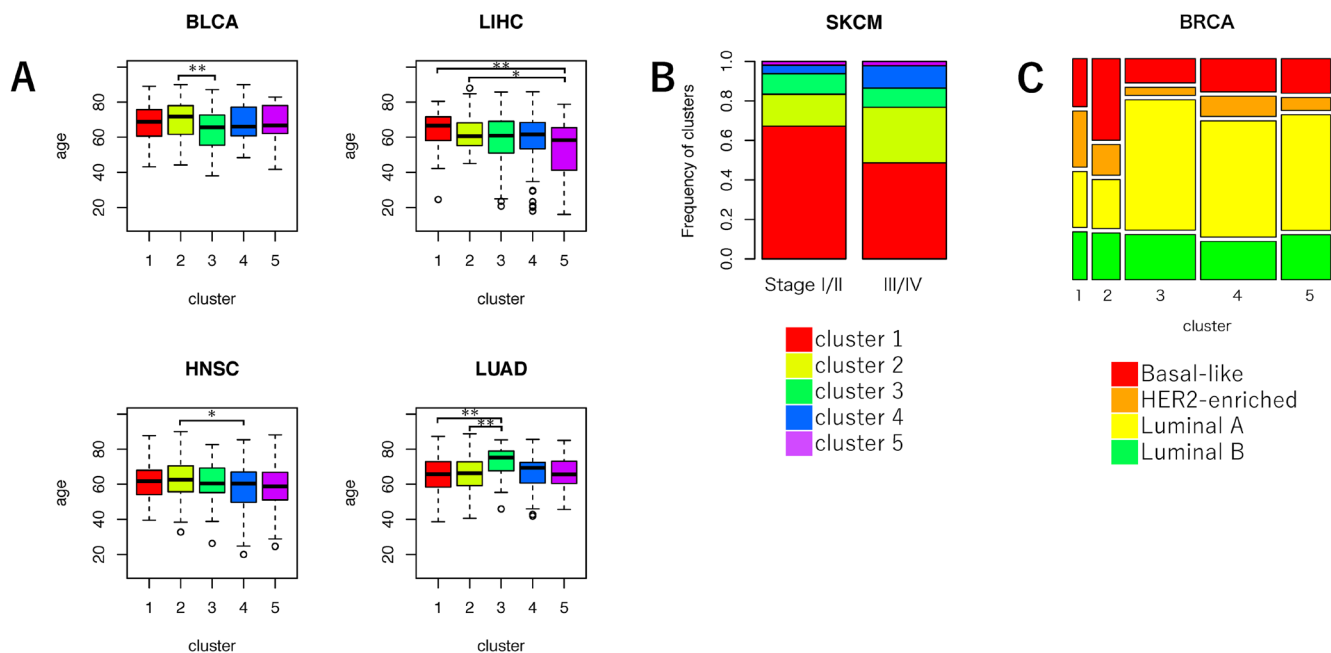 A
BLCA
**
age
20 40 60 80
1 2 3 4 5
cluster
LIHC
**
*
age
20 40 60 80
1 2 3 4 5
cluster
HNSC
*
age
20 40 60 80
1 2 3 4 5
cluster
LUAD
**
**
age
20 40 60 80
1 2 3 4 5
cluster
B
SKCM
Frequency of clusters
0.0 0.2 0.4 0.6 0.8 1.0
Stage I/II III/IV
cluster 1
cluster 2
cluster 3
cluster 4
cluster 5
C
BRCA
1 2 3 4 5
cluster
Basal-like
HER2-enriched
Luminal A
Luminal B